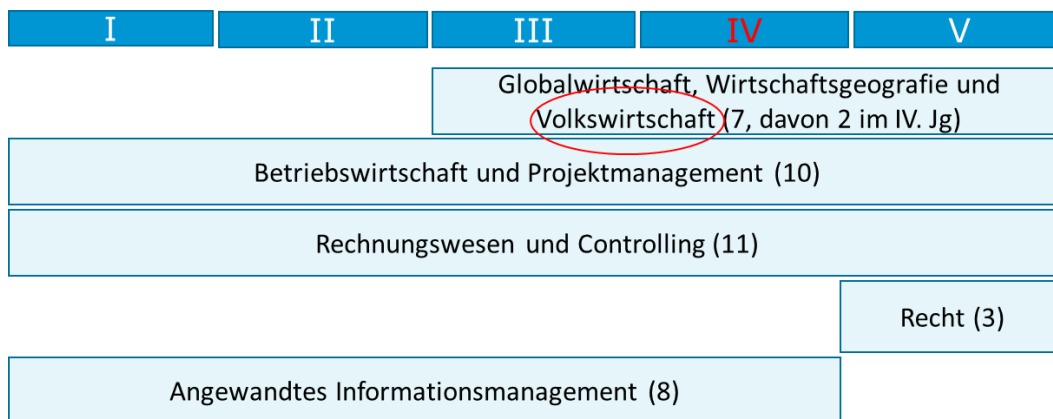 I II III IV V
Globalwirtschaft, Wirtschaftsgeografie und
Volkswirtschaft (7, davon 2 im IV. Jg)
Betriebswirtschaft und Projektmanagement (10)
Rechnungswesen und Controlling (11)
Recht (3)
Angewandtes Informationsmanagement (8)